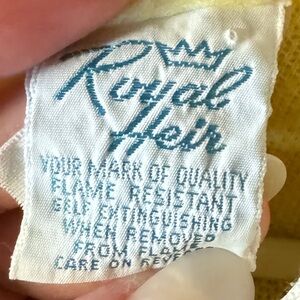 Royal
Heir
YOUR MARK OF QUALITY
FLAME RESISTANT
SELF EXTINGUISHING
WHEN REMOVED
FROM FLAME
CARE ON REVERSE